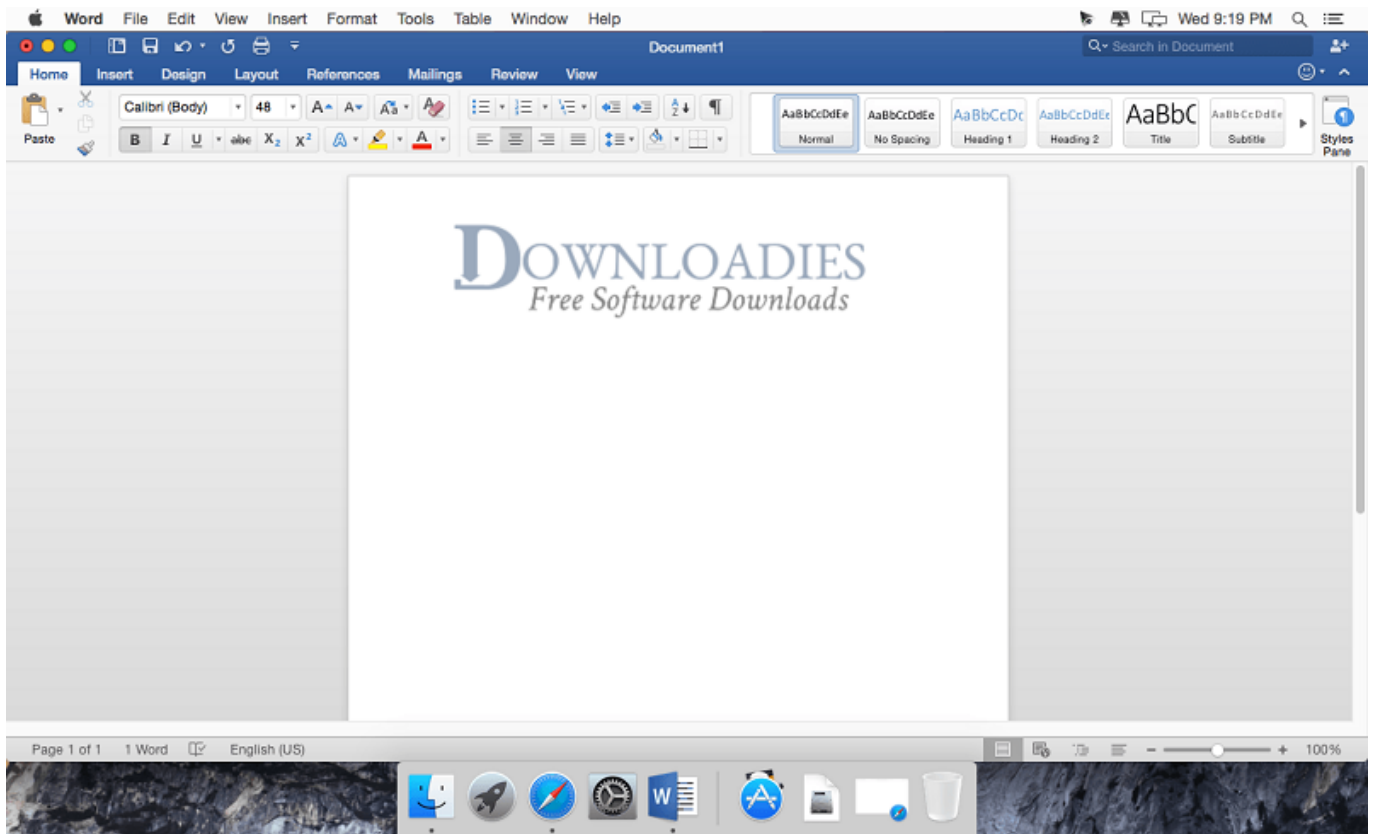 Word File Edit View Insert Format Tools Table Window Help Wed 9:19 PM
Document1 Search in Document
Home Insert Design Layout References Mailings Review View
Calibri (Body) 48 AaBbCcDdEe AaBbCcDdEe AaBbCcDc AaBbCcDdEe AaBbC AaBbCcDdEe
Paste B I U abc X₂ X² A A Normal No Spacing Heading 1 Heading 2 Title Subtitle Styles
Pane
DOWNLOADIES
Free Software Downloads
Page 1 of 1 1 Word English (US) 100%
W